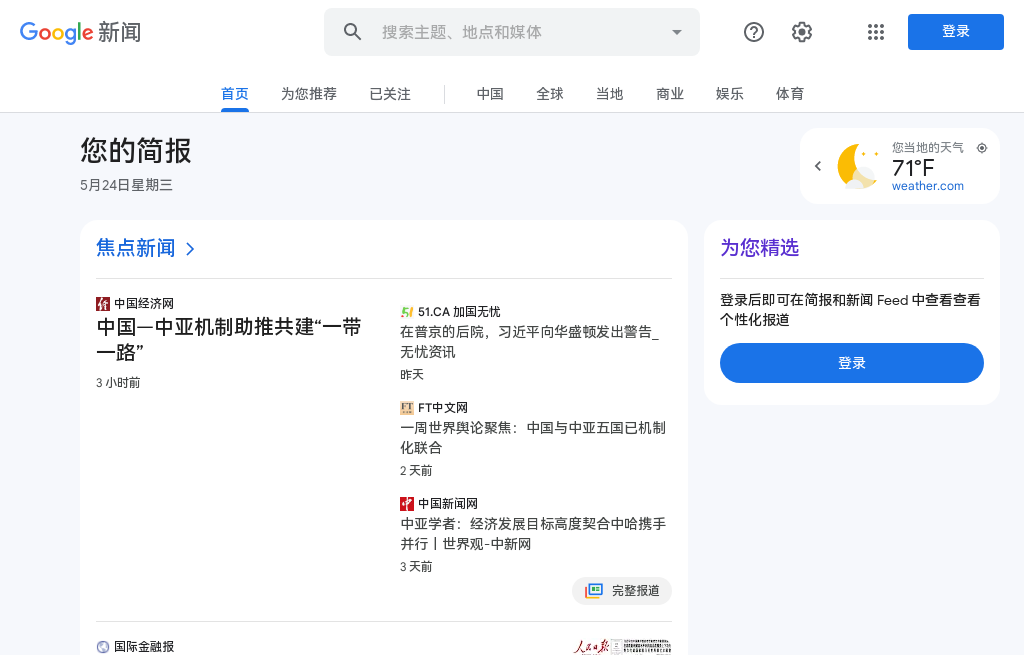 Google 新闻
搜索主题、地点和媒体
登录
首页
为您推荐
已关注
中国
全球
当地
商业
娱乐
体育
您的简报
5月24日星期三
您当地的天气
71°F
weather.com
焦点新闻
中国经济网
中国—中亚机制助推共建“一带
一路”
3 小时前
51.CA 加国无忧
在普京的后院，习近平向华盛顿发出警告_
无忧资讯
昨天
FT中文网
一周世界舆论聚焦：中国与中亚五国已机制
化联合
2 天前
中国新闻网
中亚学者：经济发展目标高度契合中哈携手
并行丨世界观-中新网
3 天前
完整报道
国际金融报
人民日报
为您精选
登录后即可在简报和新闻 Feed 中查看查看
个性化报道
登录